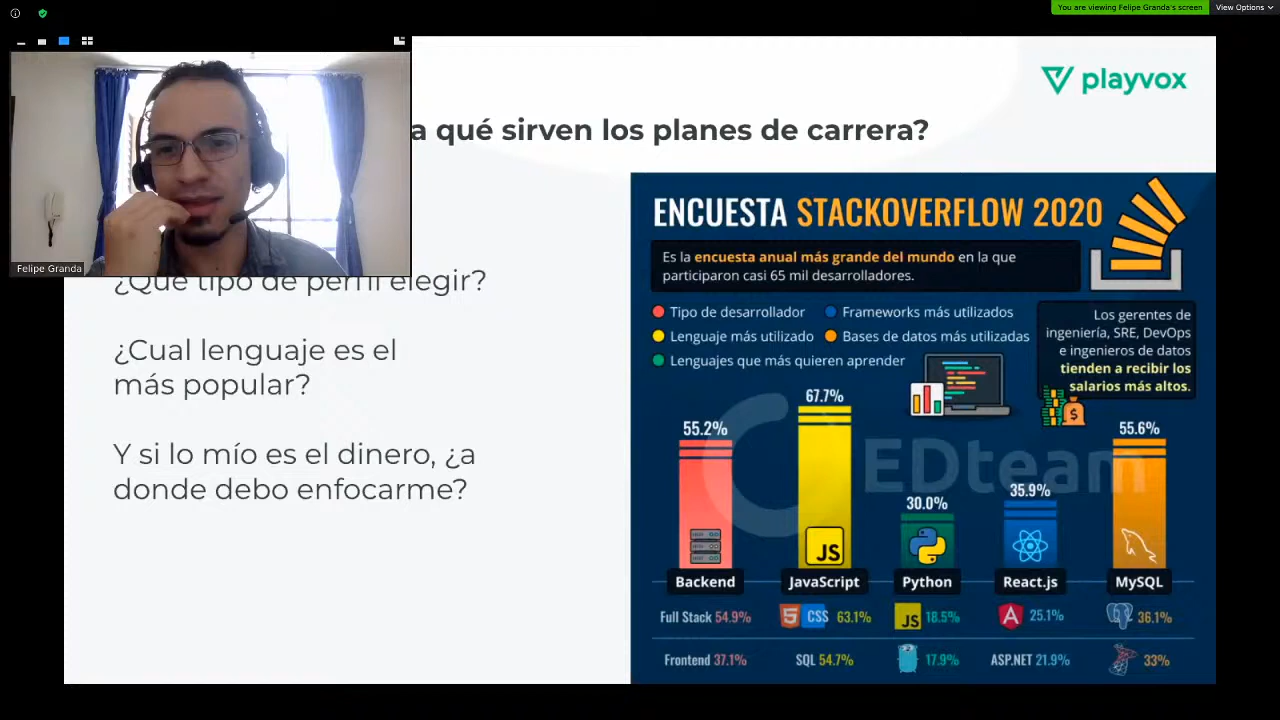 You are viewing Felipe Granda's screen
View Options
Felipe Granda
playvox
a qué sirven los planes de carrera?
¿Qué tipo de perfil elegir?
¿Cual lenguaje es el
más popular?
Y si lo mío es el dinero, ¿a
donde debo enfocarme?
ENCUESTA STACKOVERFLOW 2020
Es la encuesta anual más grande del mundo en la que
participaron casi 65 mil desarrolladores.
Tipo de desarrollador
Frameworks más utilizados
Lenguaje más utilizado
Bases de datos más utilizadas
Lenguajes que más quieren aprender
Los gerentes de
ingeniería, SRE, DevOps
e ingenieros de datos
tienden a recibir los
salarios más altos.
$
EDteam
55.2%
67.7%
30.0%
35.9%
55.6%
JS
Backend
JavaScript
Python
React.js
MySQL
Full Stack 54.9%
5 CSS 63.1%
JS 18.5%
A 25.1%
36.1%
Frontend 37.1%
SQL 54.7%
17.9%
ASP.NET 21.9%
33%